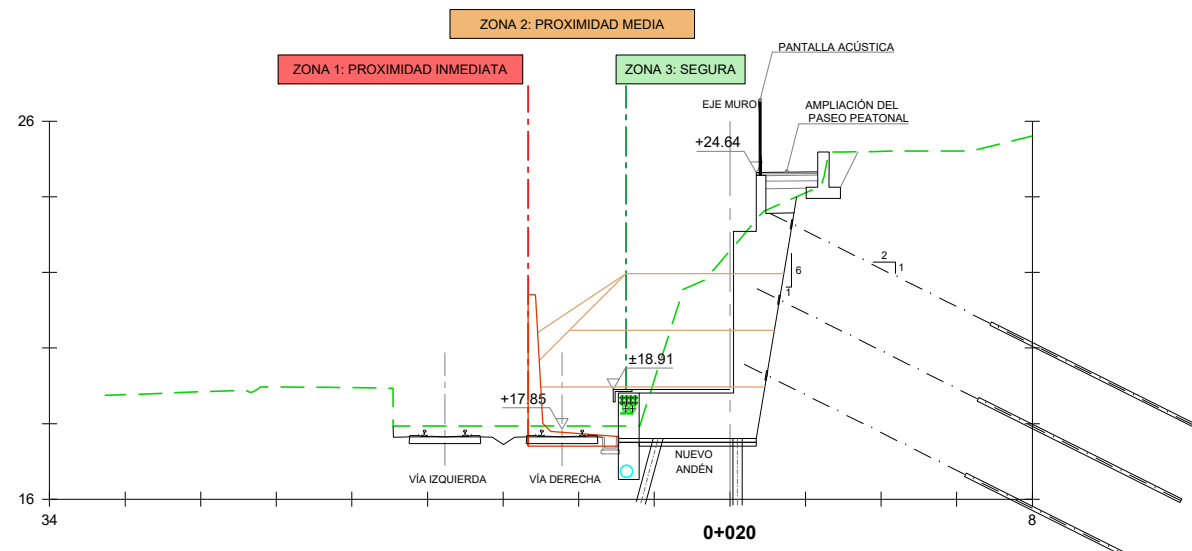 ZONA 2: PROXIMIDAD MEDIA
ZONA 1: PROXIMIDAD INMEDIATA
ZONA 3: SEGURA
PANTALLA ACÚSTICA
EJE MURO
AMPLIACIÓN DEL
PASEO PEATONAL
26
+24.64
2
1
6
1
±18.91
+17.85
NUEVO
ANDÉN
VÍA IZQUIERDA
VÍA DERECHA
16
34
0+020
8